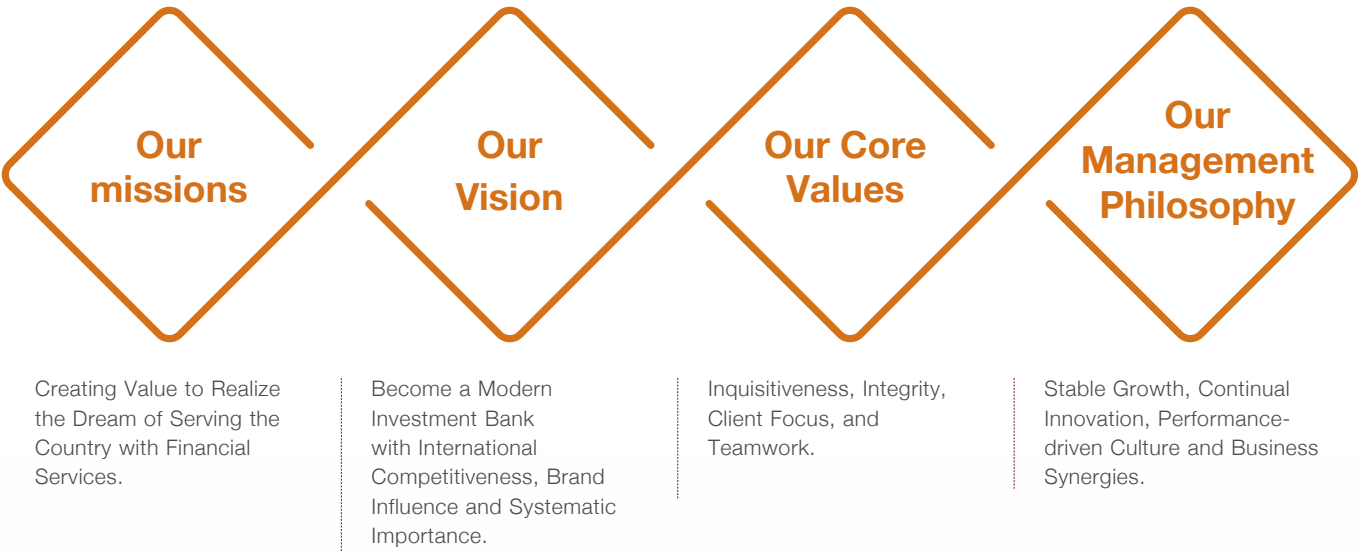 Our
missions
Our
Vision
Our Core
Values
Our
Management
Philosophy
Creating Value to Realize
the Dream of Serving the
Country with Financial
Services.
Become a Modern
Investment Bank
with International
Competitiveness, Brand
Influence and Systematic
Importance.
Inquisitiveness, Integrity,
Client Focus, and
Teamwork.
Stable Growth, Continual
Innovation, Performance-
driven Culture and Business
Synergies.